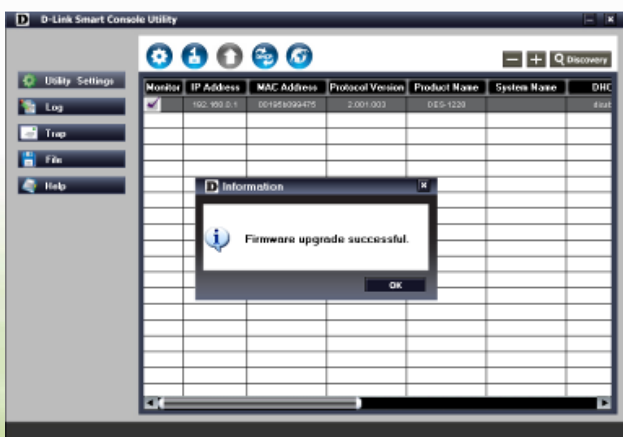 D-Link Smart Console Utility
Discovery
Utility Settings
Log
Trap
File
Help
Monitor IP Address MAC Address Protocol Version Product Name System Name DHC
192.168.0.1 00195b099475 2.001.003 DES-1228
Information
Firmware upgrade successful.
OK